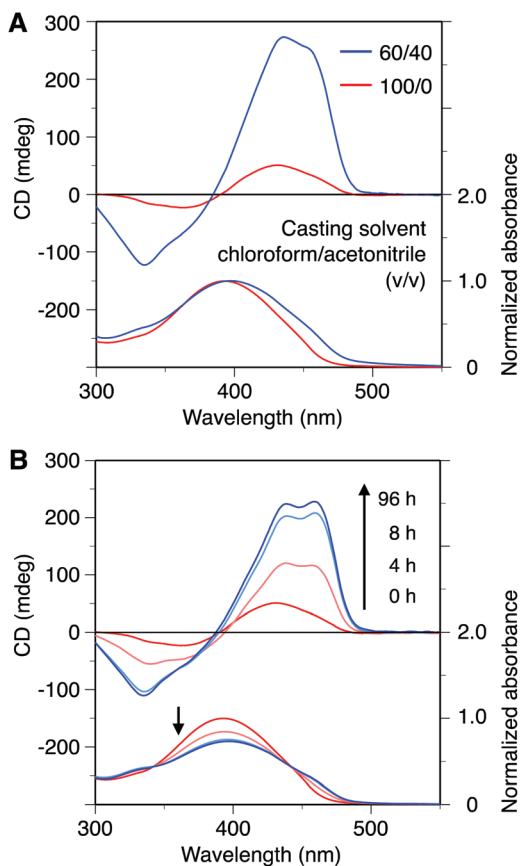 A
300
200
100
0
-100
-200
CD (mdeg)
60/40
100/0
Casting solvent
chloroform/acetonitrile
(v/v)
2.0
1.0
0
Normalized absorbance
300
400
500
Wavelength (nm)
B
300
200
100
0
-100
-200
CD (mdeg)
96 h
8 h
4 h
0 h
2.0
1.0
0
Normalized absorbance
300
400
500
Wavelength (nm)